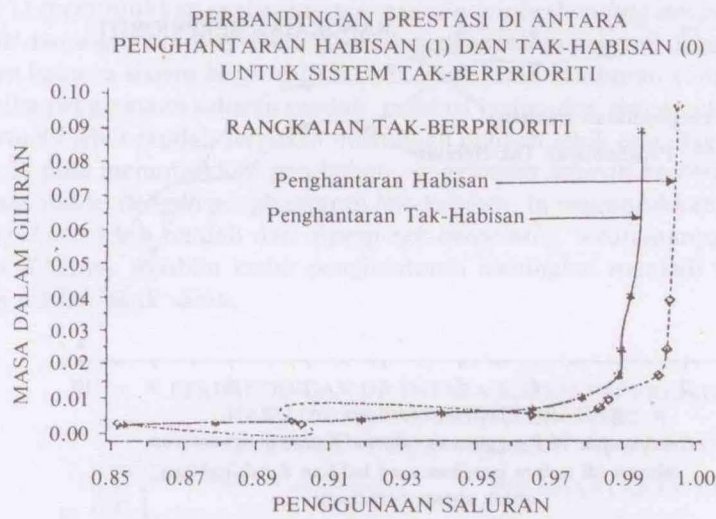 PERBANDINGAN PRESTASI DI ANTARA
PENGHANTARAN HABISAN (1) DAN TAK-HABISAN (0)
UNTUK SISTEM TAK-BERPRIORITI
RANGKAIAN TAK-BERPRIORITI
Penghantaran Habisan
Penghantaran Tak-Habisan
MASA DALAM GILIRAN
0.10
0.09
0.08
0.07
0.06
0.05
0.04
0.03
0.02
0.01
0.00
0.85 0.87 0.89 0.91 0.93 0.95 0.97 0.99 1.00
PENGGUNAAN SALURAN